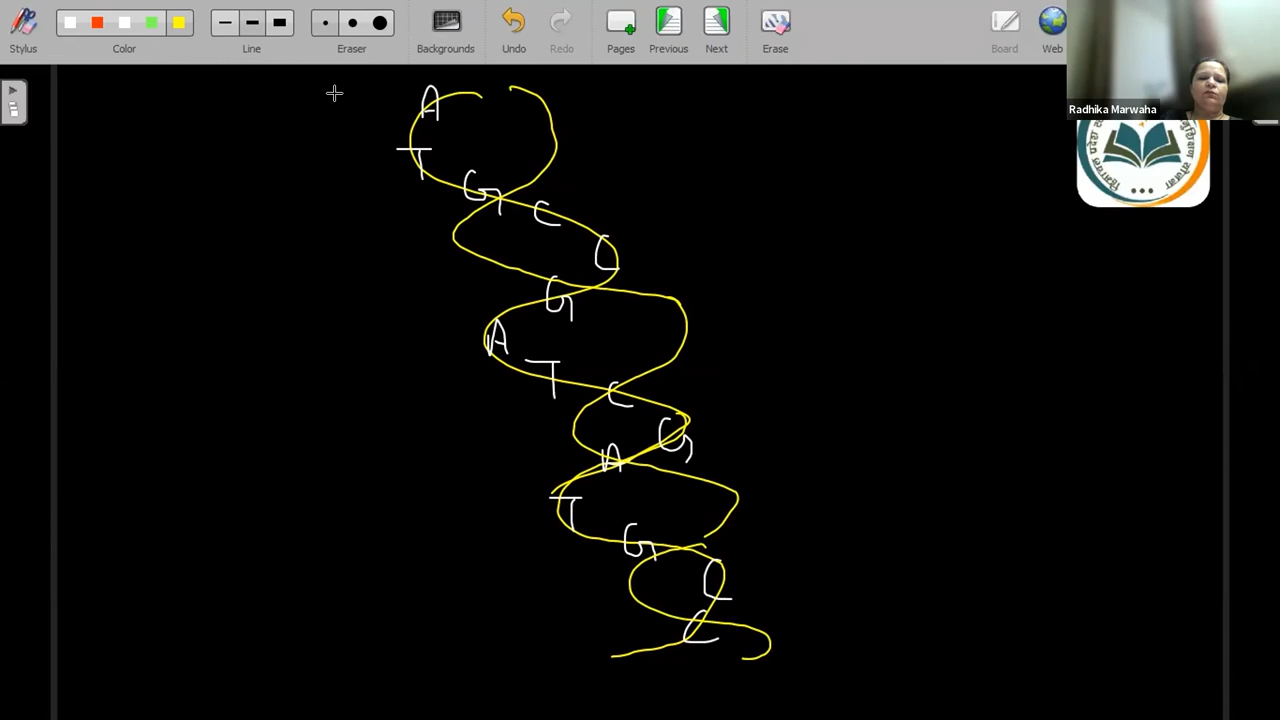 Stylus Color Line Eraser Backgrounds Undo Redo Pages Previous Next Erase Board Web
Radhika Marwaha
A
T
G
C
C
G
A
T
C
G
A
T
G
C
C